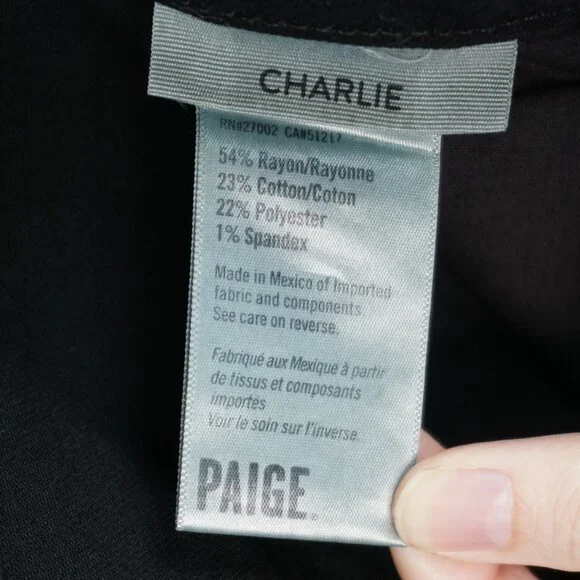 CHARLIE
RN#27002 CA#51217
54% Rayon/Rayonne
23% Cotton/Coton
22% Polyester
1% Spandex
Made in Mexico of Imported
fabric and components.
See care on reverse.
Fabriqué aux Mexique à partir
de tissus et composants
importés
Voir le soin sur l'inverse.
PAIGE.